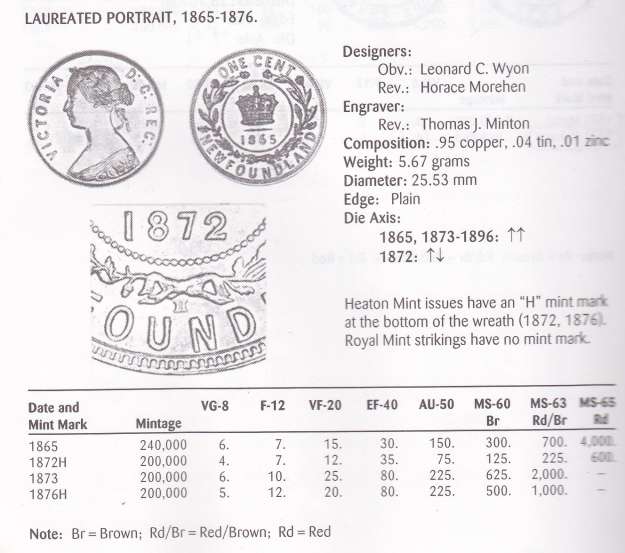 LAUREATED PORTRAIT, 1865-1876.
VICTORIA D:G:REG:
ONE CENT
1865
NEWFOUNDLAND
Designers:
Obv.: Leonard C. Wyon
Rev.: Horace Morehen
Engraver:
Rev.: Thomas J. Minton
Composition: .95 copper, .04 tin, .01 zinc
Weight: 5.67 grams
Diameter: 25.53 mm
Edge: Plain
Die Axis:
1865, 1873-1896: ↑↑
1872: ↑↓
1872
H
OUND
Heaton Mint issues have an "H" mint mark
at the bottom of the wreath (1872, 1876).
Royal Mint strikings have no mint mark.
Date and VG-8 F-12 VF-20 EF-40 AU-50 MS-60 MS-63 MS-65
Mint Mark Mintage Br Rd/Br Rd
1865 240,000 6. 7. 15. 30. 150. 300. 700. 4,000.
1872H 200,000 4. 7. 12. 35. 75. 125. 225. 600.
1873 200,000 6. 10. 25. 80. 225. 625. 2,000. –
1876H 200,000 5. 12. 20. 80. 225. 500. 1,000. –
Note: Br = Brown; Rd/Br = Red/Brown; Rd = Red